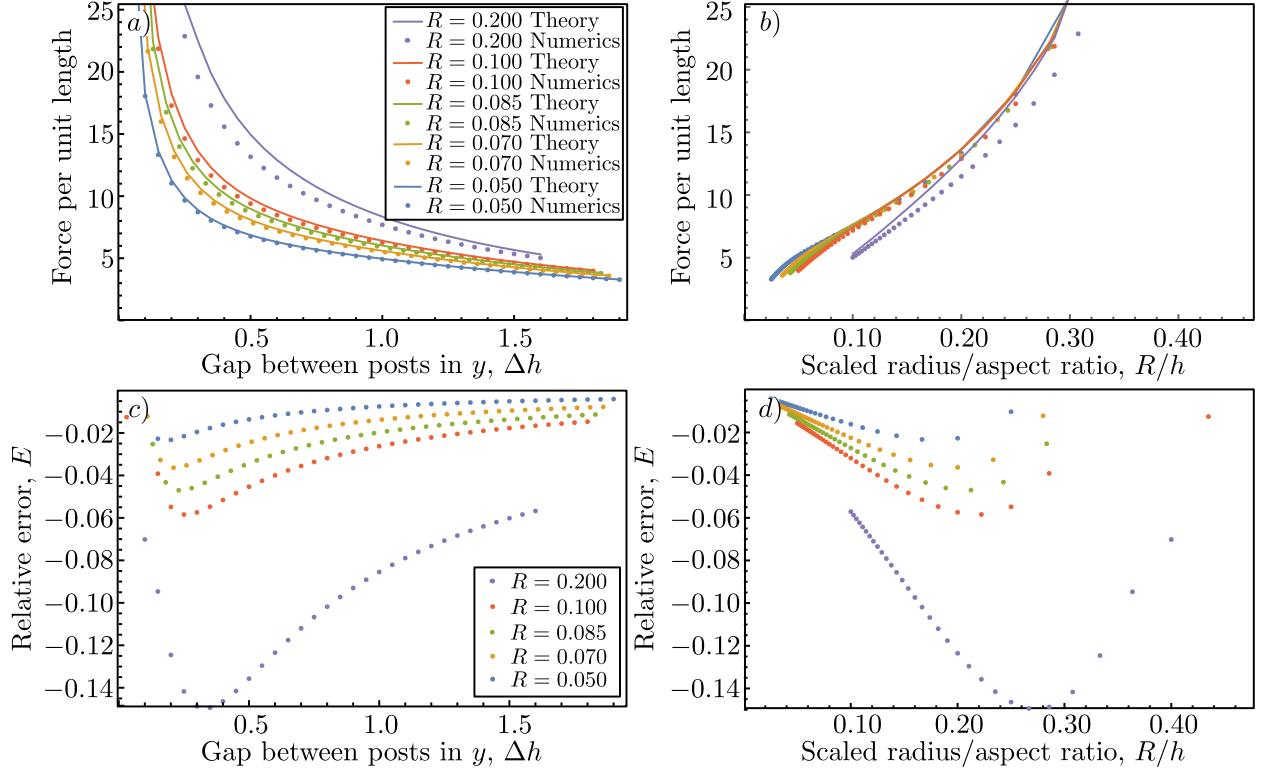 a)
Force per unit length
25
20
15
10
5
0.5 1.0 1.5
Gap between posts in y, Δh
R = 0.200 Theory
R = 0.200 Numerics
R = 0.100 Theory
R = 0.100 Numerics
R = 0.085 Theory
R = 0.085 Numerics
R = 0.070 Theory
R = 0.070 Numerics
R = 0.050 Theory
R = 0.050 Numerics
b)
Force per unit length
25
20
15
10
5
0.10 0.20 0.30 0.40
Scaled radius/aspect ratio, R/h
c)
Relative error, E
−0.02
−0.04
−0.06
−0.08
−0.10
−0.12
−0.14
0.5 1.0 1.5
Gap between posts in y, Δh
R = 0.200
R = 0.100
R = 0.085
R = 0.070
R = 0.050
d)
Relative error, E
−0.02
−0.04
−0.06
−0.08
−0.10
−0.12
−0.14
0.10 0.20 0.30 0.40
Scaled radius/aspect ratio, R/h